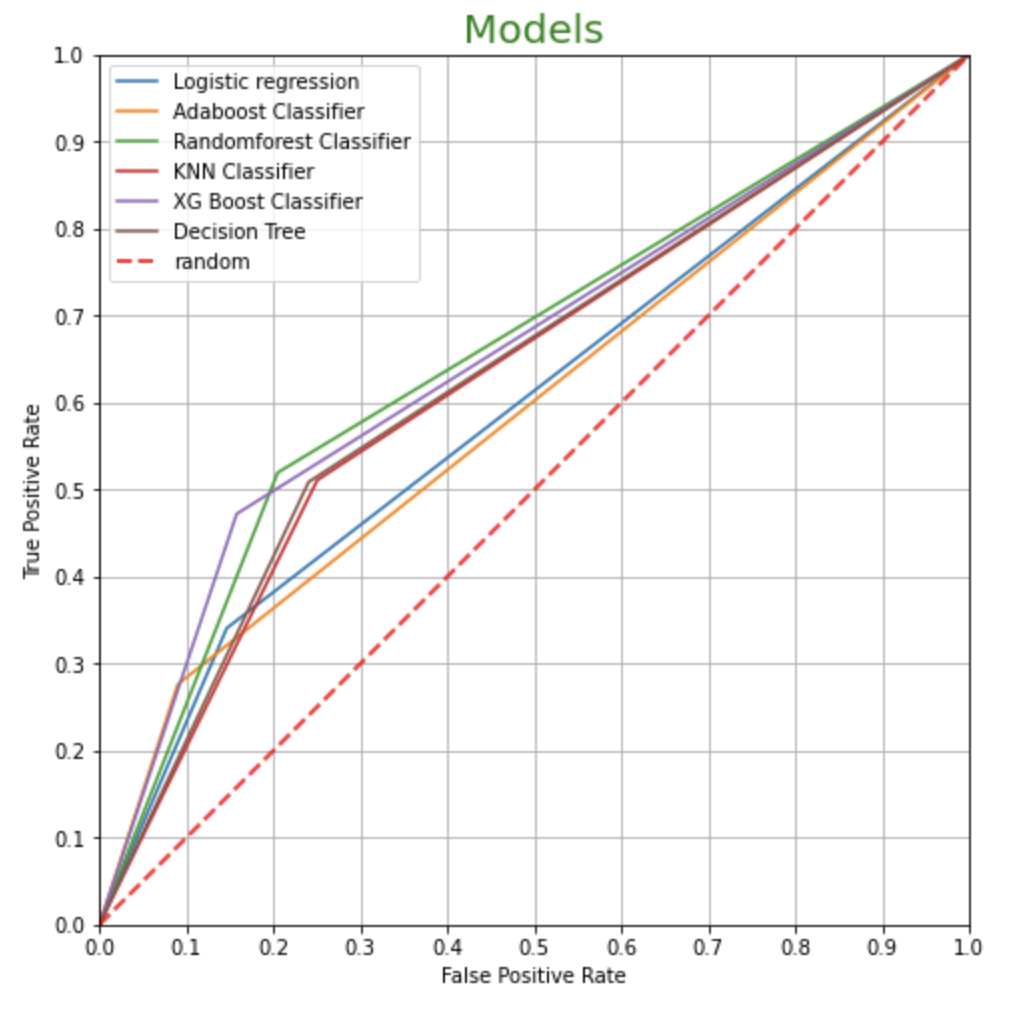 Models
Logistic regression
Adaboost Classifier
Randomforest Classifier
KNN Classifier
XG Boost Classifier
Decision Tree
random
1.0
0.9
0.8
0.7
0.6
0.5
0.4
0.3
0.2
0.1
0.0
True Positive Rate
0.0 0.1 0.2 0.3 0.4 0.5 0.6 0.7 0.8 0.9 1.0
False Positive Rate